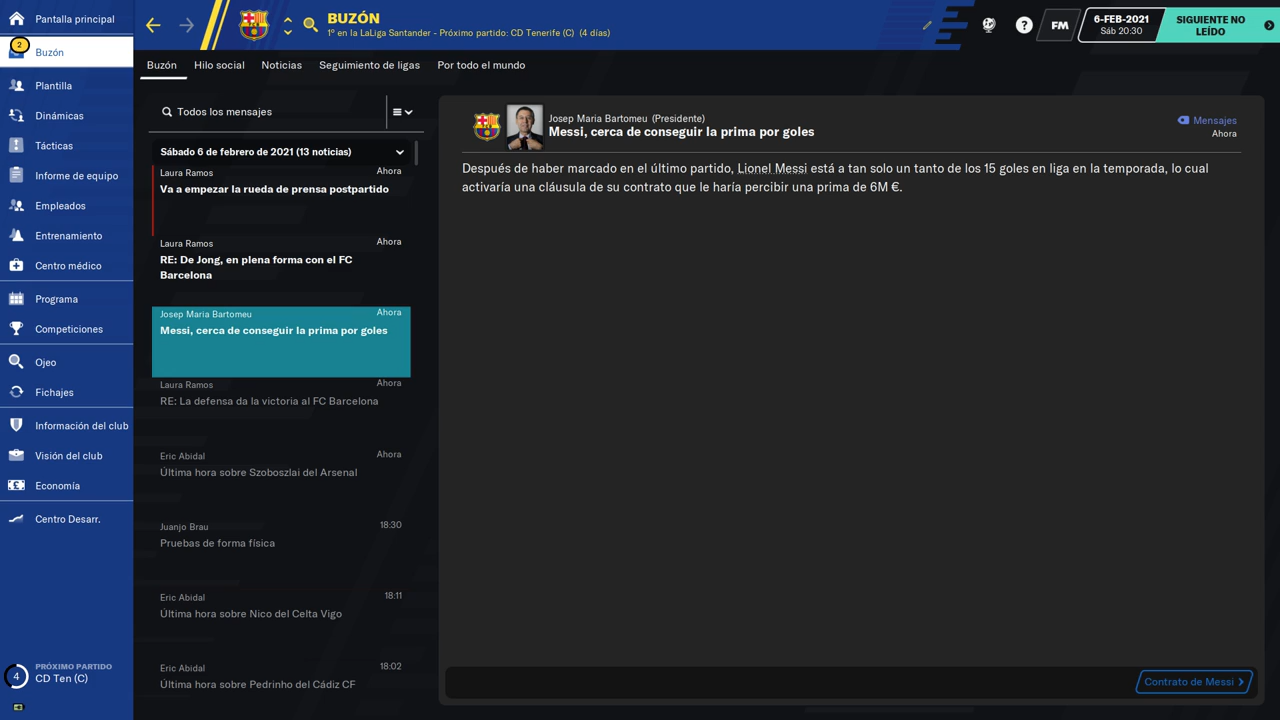 Pantalla principal
2
Buzón
Plantilla
Dinámicas
Tácticas
Informe de equipo
Empleados
Entrenamiento
Centro médico
Programa
Competiciones
Ojeo
Fichajes
Información del club
Visión del club
Economía
Centro Desarr.
4
PRÓXIMO PARTIDO
CD Ten (C)
BUZÓN
1º en la LaLiga Santander - Próximo partido: CD Tenerife (C) (4 días)
?
FM
6-FEB-2021
Sáb 20:30
SIGUIENTE NO
LEÍDO
Buzón Hilo social Noticias Seguimiento de ligas Por todo el mundo
Todos los mensajes
Sábado 6 de febrero de 2021 (13 noticias)
Laura Ramos Ahora
Va a empezar la rueda de prensa postpartido
Laura Ramos Ahora
RE: De Jong, en plena forma con el FC
Barcelona
Josep Maria Bartomeu Ahora
Messi, cerca de conseguir la prima por goles
Laura Ramos Ahora
RE: La defensa da la victoria al FC Barcelona
Eric Abidal Ahora
Última hora sobre Szoboszlai del Arsenal
Juanjo Brau 18:30
Pruebas de forma física
Eric Abidal 18:11
Última hora sobre Nico del Celta Vigo
Eric Abidal 18:02
Última hora sobre Pedrinho del Cádiz CF
Josep Maria Bartomeu (Presidente)
Messi, cerca de conseguir la prima por goles
Mensajes
Ahora
Después de haber marcado en el último partido, Lionel Messi está a tan solo un tanto de los 15 goles en liga en la temporada, lo cual
activaría una cláusula de su contrato que le haría percibir una prima de 6M €.
Contrato de Messi